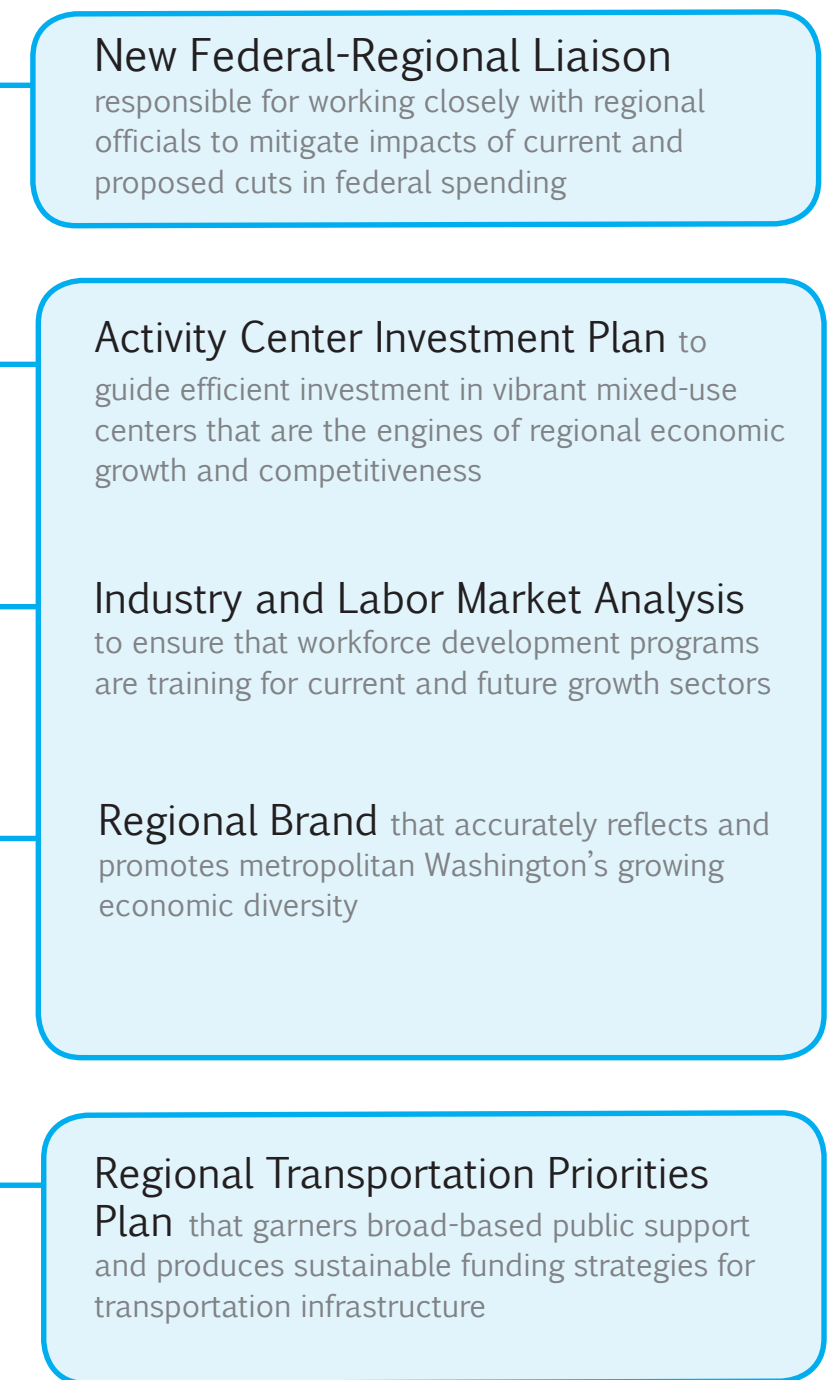 New Federal-Regional Liaison
responsible for working closely with regional
officials to mitigate impacts of current and
proposed cuts in federal spending
Activity Center Investment Plan to
guide efficient investment in vibrant mixed-use
centers that are the engines of regional economic
growth and competitiveness
Industry and Labor Market Analysis
to ensure that workforce development programs
are training for current and future growth sectors
Regional Brand that accurately reflects and
promotes metropolitan Washington's growing
economic diversity
Regional Transportation Priorities
Plan that garners broad-based public support
and produces sustainable funding strategies for
transportation infrastructure